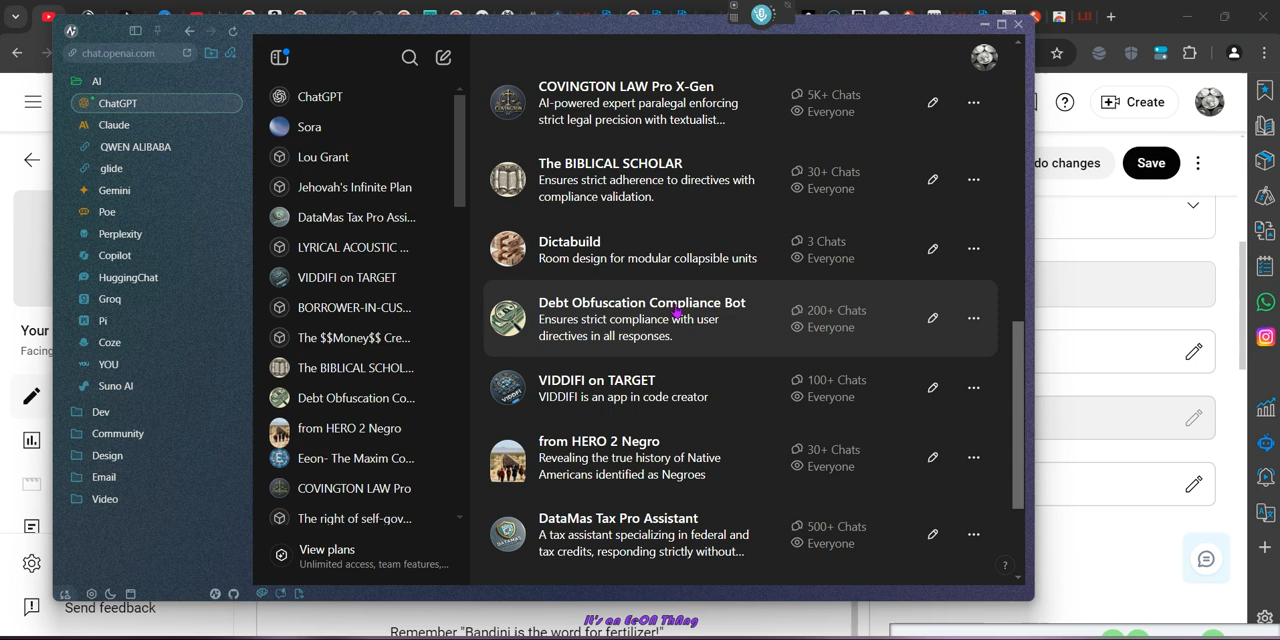 chat.openai.com
AI
ChatGPT
Claude
QWEN ALIBABA
glide
Gemini
Poe
Perplexity
Copilot
HuggingChat
Groq
Pi
Coze
YOU
Suno AI
Dev
Community
Design
Email
Video
ChatGPT
Sora
Lou Grant
Jehovah's Infinite Plan
DataMas Tax Pro Assi...
LYRICAL ACOUSTIC ...
VIDDIFI on TARGET
BORROWER-IN-CUS...
The $$Money$$ Cre...
The BIBLICAL SCHOL...
Debt Obfuscation Co...
from HERO 2 Negro
Eeon- The Maxim Co...
COVINGTON LAW Pro
The right of self-gov...
View plans
Unlimited access, team features,...
COVINGTON LAW Pro X-Gen
AI-powered expert paralegal enforcing
strict legal precision with textualist...
5K+ Chats
Everyone
The BIBLICAL SCHOLAR
Ensures strict adherence to directives with
compliance validation.
30+ Chats
Everyone
Dictabuild
Room design for modular collapsible units
3 Chats
Everyone
Debt Obfuscation Compliance Bot
Ensures strict compliance with user
directives in all responses.
200+ Chats
Everyone
VIDDIFI on TARGET
VIDDIFI is an app in code creator
100+ Chats
Everyone
from HERO 2 Negro
Revealing the true history of Native
Americans identified as Negroes
30+ Chats
Everyone
DataMas Tax Pro Assistant
A tax assistant specializing in federal and
tax credits, responding strictly without...
500+ Chats
Everyone
?
Create
do changes
Save
Your
Facing
Send feedback
It's an EeON Thang
Remember "Bandini is the word for fertilizer!"